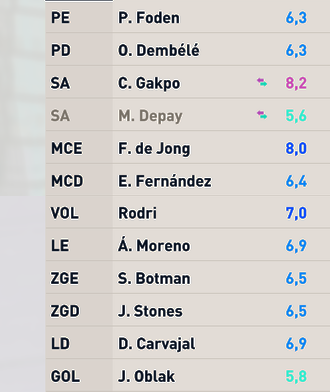 PE P. Foden 6,3
PD O. Dembélé 6,3
SA C. Gakpo 8,2
SA M. Depay 5,6
MCE F. de Jong 8,0
MCD E. Fernández 6,4
VOL Rodri 7,0
LE Á. Moreno 6,9
ZGE S. Botman 6,5
ZGD J. Stones 6,5
LD D. Carvajal 6,9
GOL J. Oblak 5,8